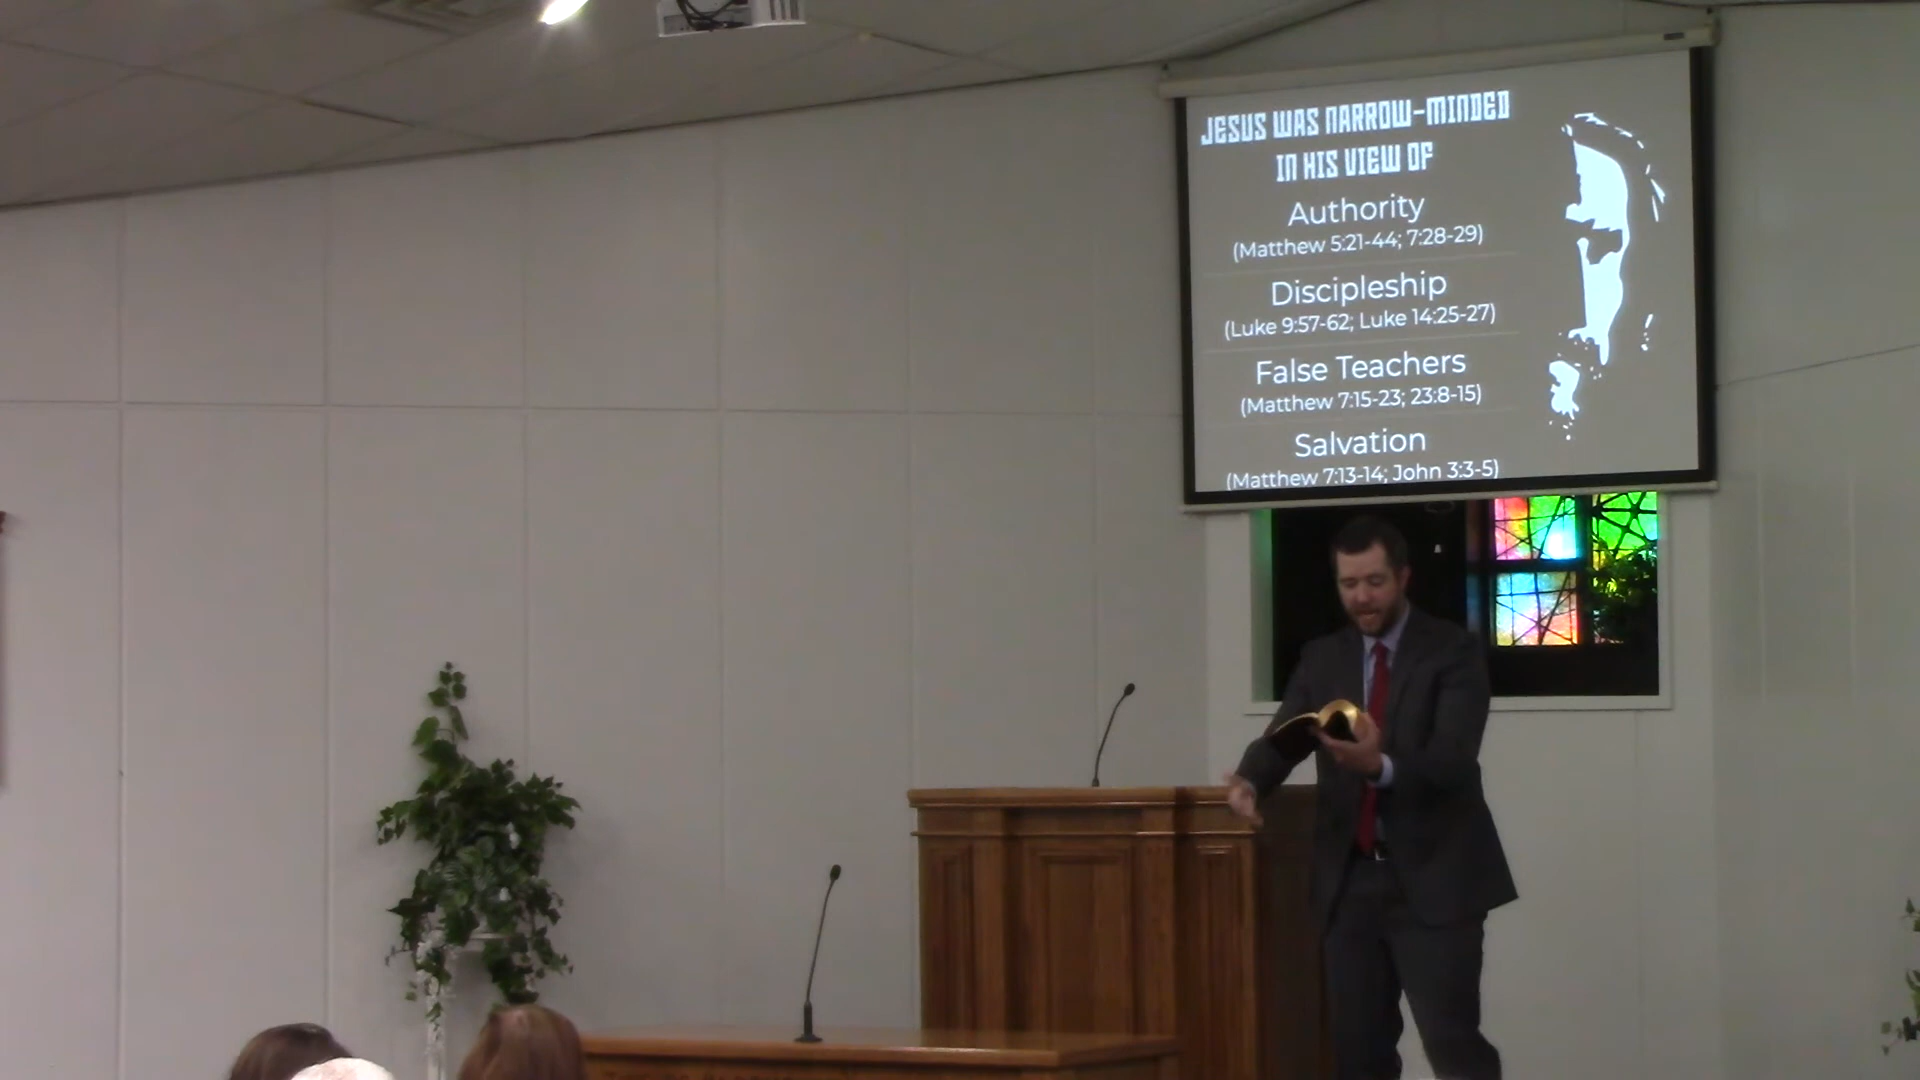 JESUS WAS NARROW-MINDED
IN HIS VIEW OF
Authority
(Matthew 5:21-44; 7:28-29)
Discipleship
(Luke 9:57-62; Luke 14:25-27)
False Teachers
(Matthew 7:15-23; 23:8-15)
Salvation
(Matthew 7:13-14; John 3:3-5)